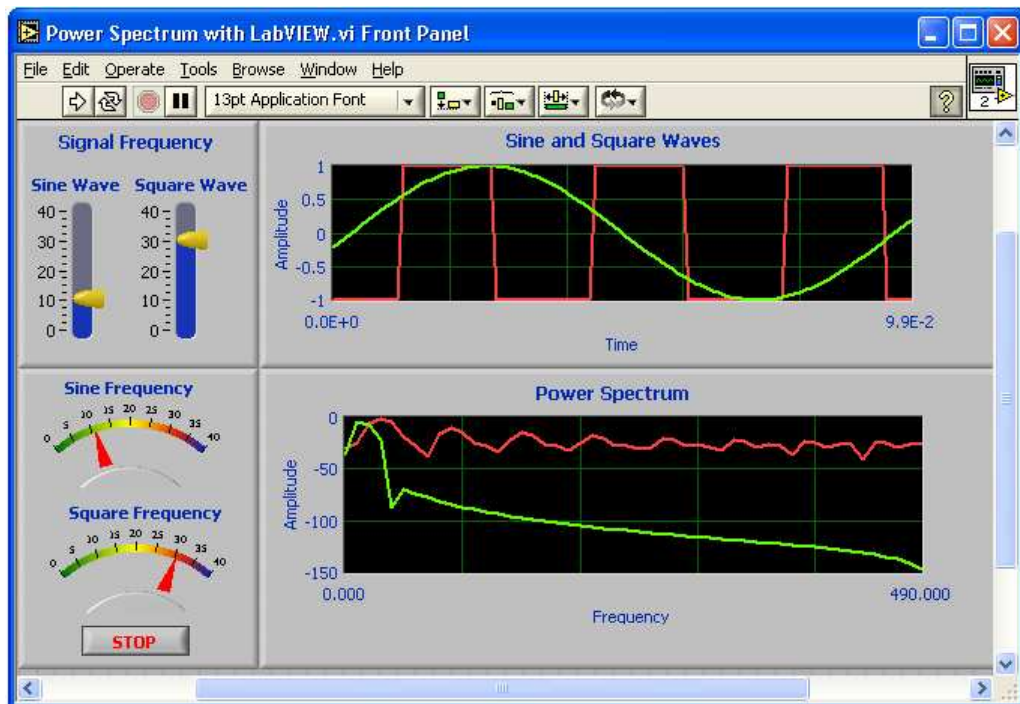 Power Spectrum with LabVIEW.vi Front Panel
File Edit Operate Tools Browse Window Help
13pt Application Font
? 2
Signal Frequency
Sine Wave Square Wave
40 40
30 30
20 20
10 10
0 0
Sine and Square Waves
Amplitude
1
0.5
0
-0.5
-1
0.0E+0 9.9E-2
Time
Sine Frequency
0 5 10 15 20 25 30 35 40
Square Frequency
0 5 10 15 20 25 30 35 40
STOP
Power Spectrum
Amplitude
0
-50
-100
-150
0.000 490.000
Frequency